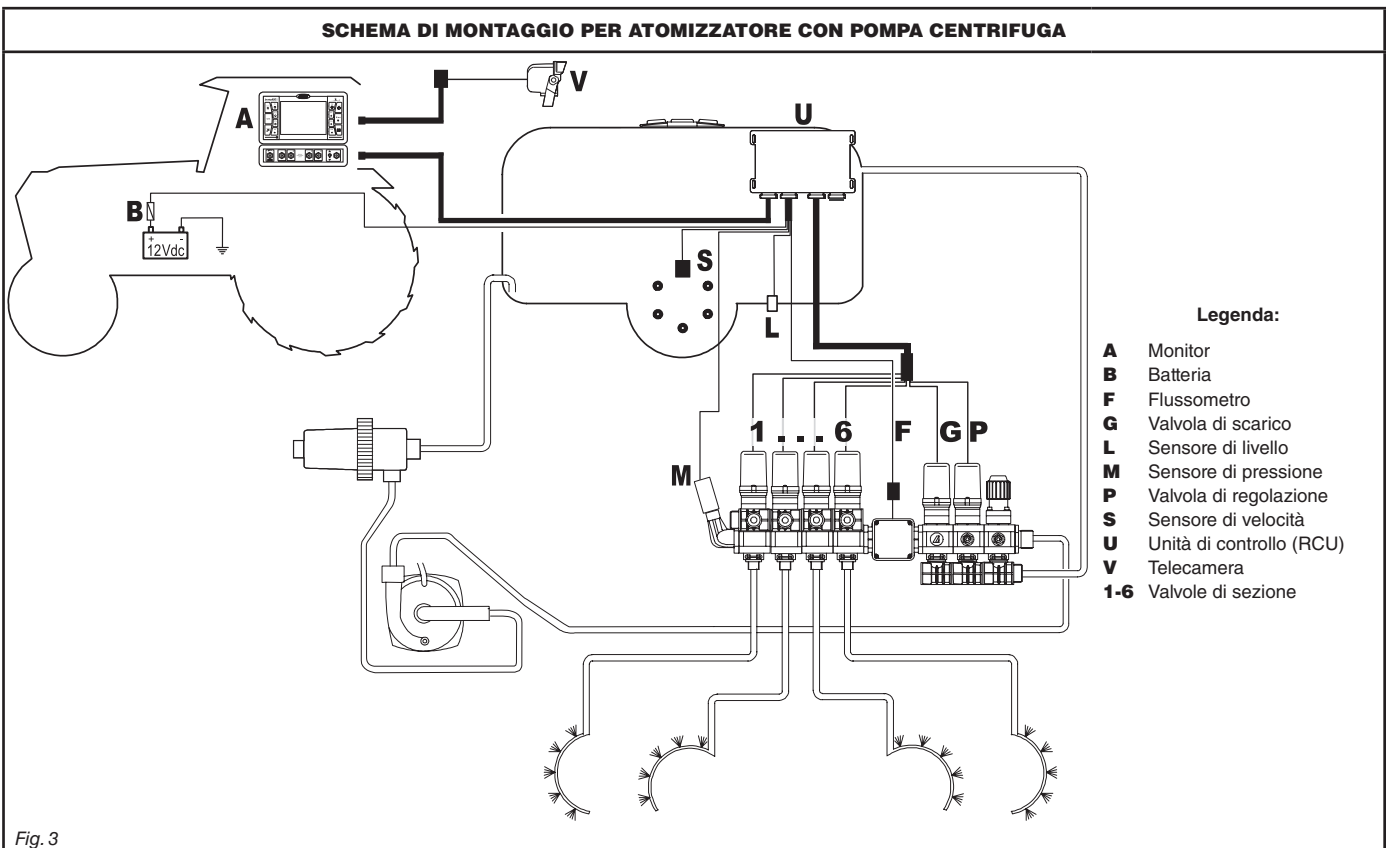 SCHEMA DI MONTAGGIO PER ATOMIZZATORE CON POMPA CENTRIFUGA
V
A
U
B
+ -
12Vdc
S
L
1 . . . 6 F G P
M
Legenda:
A Monitor
B Batteria
F Flussometro
G Valvola di scarico
L Sensore di livello
M Sensore di pressione
P Valvola di regolazione
S Sensore di velocità
U Unità di controllo (RCU)
V Telecamera
1-6 Valvole di sezione
Fig. 3